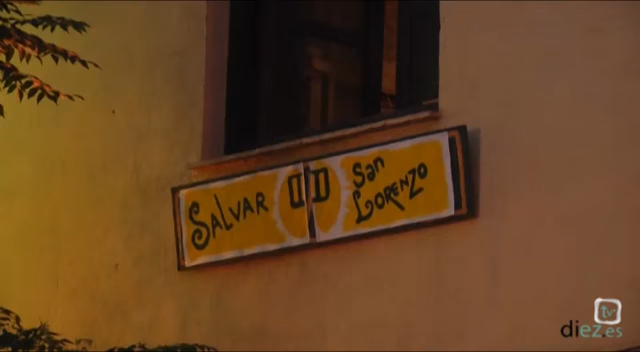 SALVAR
San
LORENZO
tv
diez.es